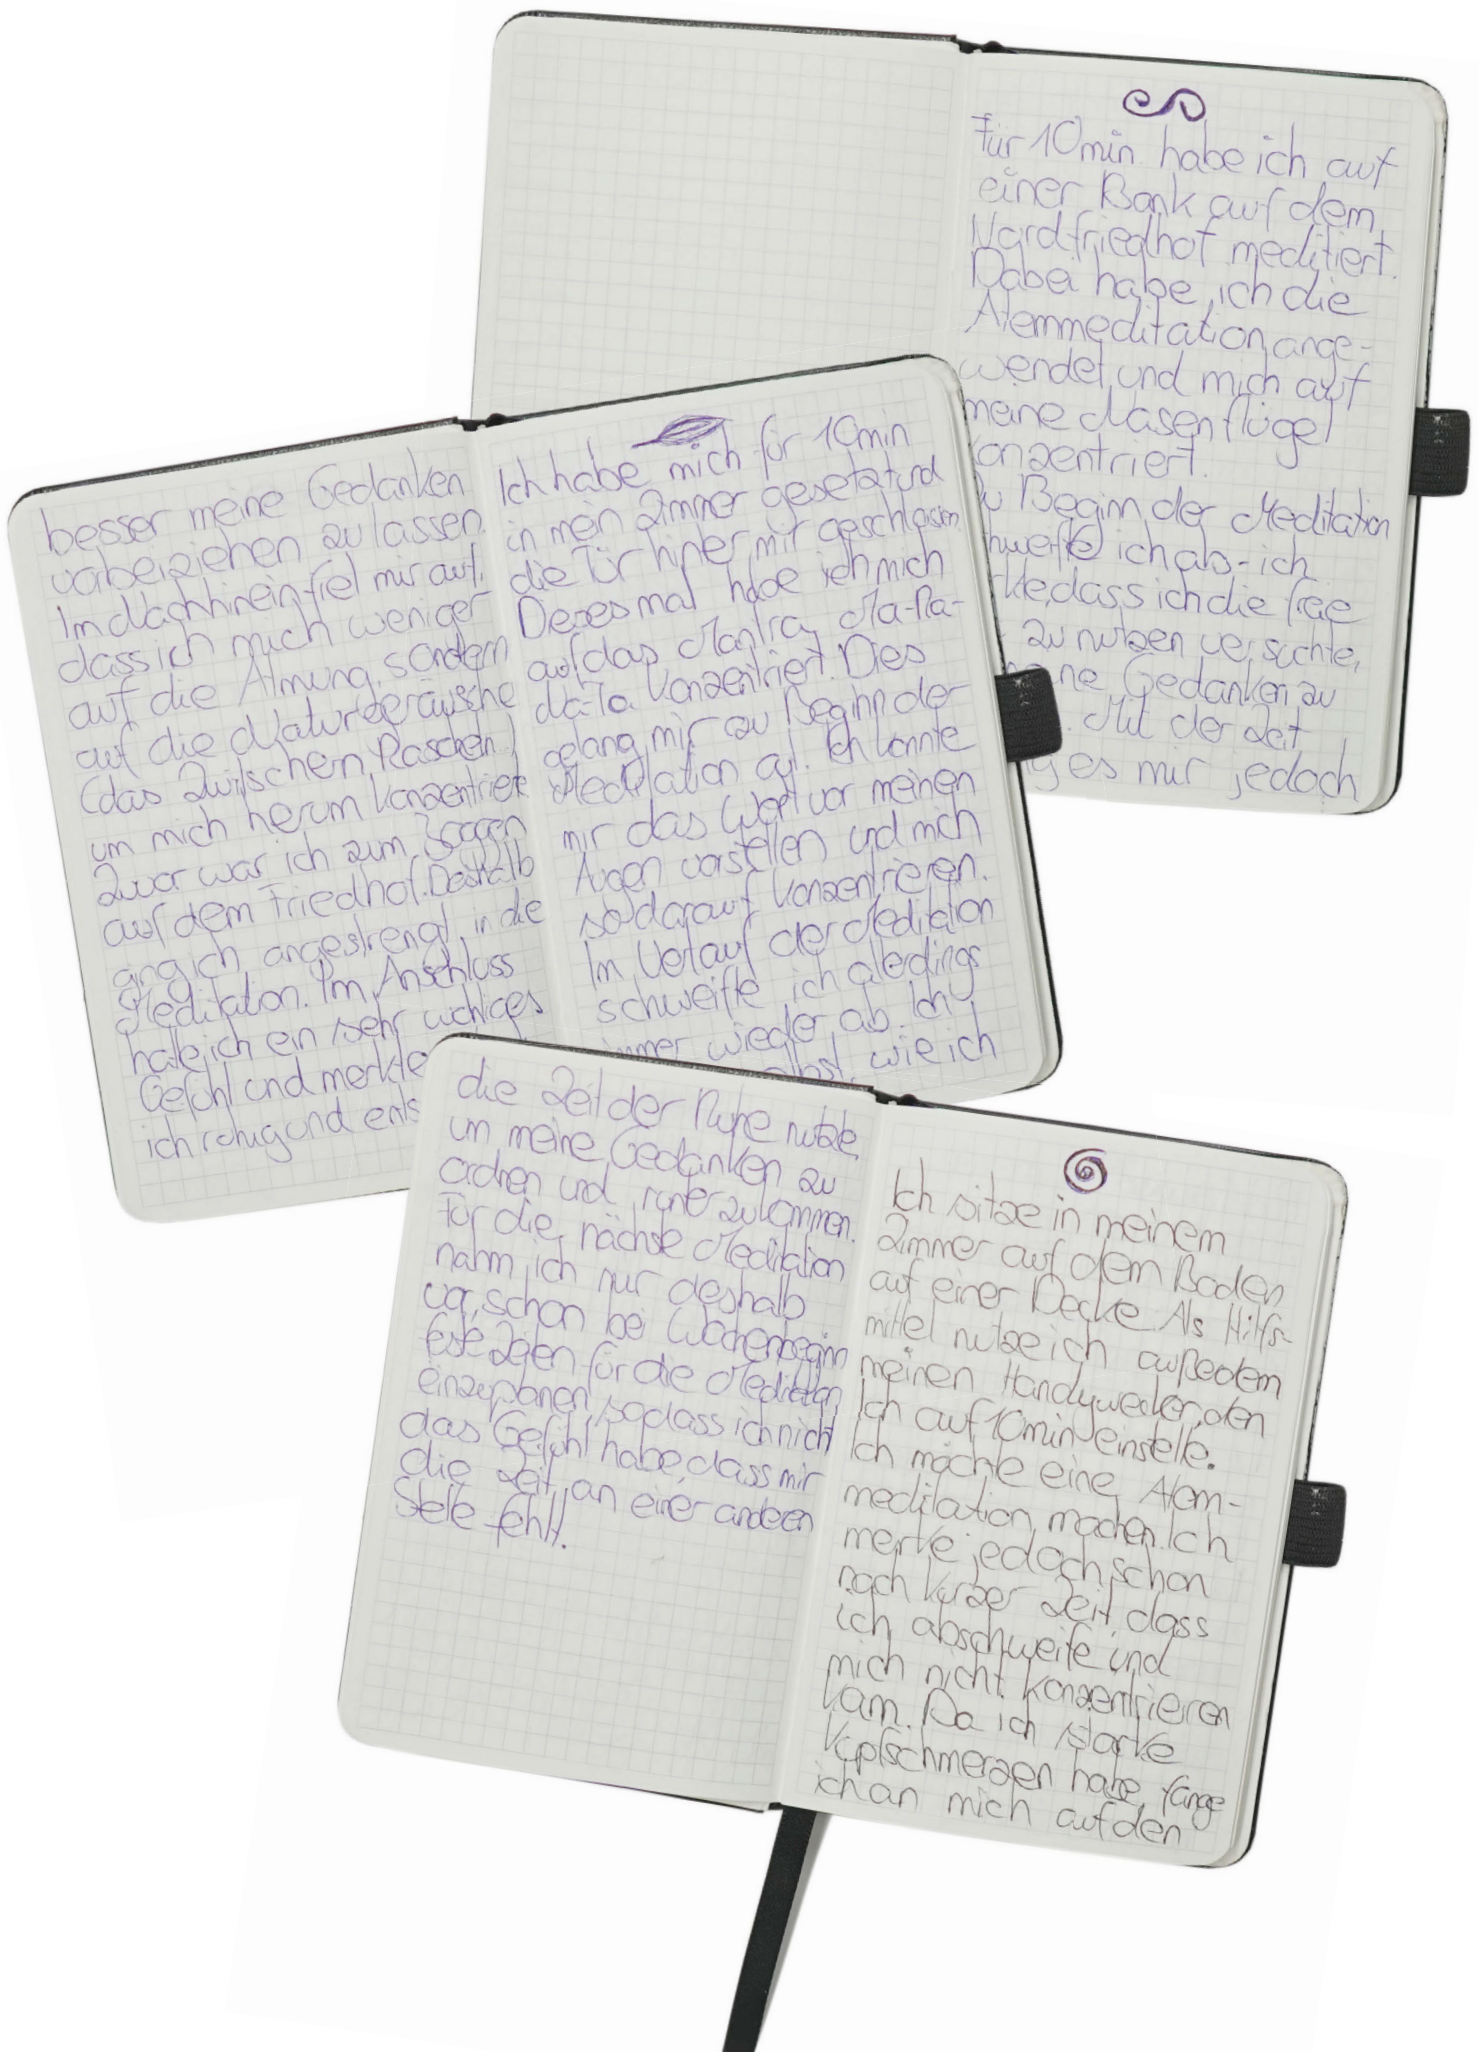 Für 10min habe ich auf
einer Bank auf dem
Nordfriedhof meditiert.
Dabei habe ich die
Atemmeditation ange-
wendet und mich auf
meine Nasenflügel
konzentriert.
Beginn der Meditation
ich ab - ich
dass ich die freie
zu nutzen versuchte,
Gedanken zu
Mit der Zeit
es mir jedoch
besser meine Gedanken
vorbeiziehen zu lassen.
Im Nachhinein fiel mir auf,
dass ich mich weniger
auf die Atmung, sondern
auf die Naturgeräusche
(das Zwitschern, Rascheln)
um mich herum konzentrierte.
Zuvor war ich zum Joggen
auf dem Friedhof. Deshalb
ging ich angestrengt in die
Meditation. Im Anschluss
hatte ich ein sehr wohliges
Gefühl und merkte
ich ruhig und ents
Ich habe mich für 10min
in mein Zimmer gesetzt und
die Tür hinter mir geschlossen.
Dieses mal habe ich mich
auf das Mantra Ma-Ra-
na-Ta konzentriert. Dies
gelang mir zu Beginn der
Meditation gut. Ich konnte
mir das Wort vor meinen
Augen vorstellen und mich
so darauf konzentrieren.
Im Verlauf der Meditation
schweifte ich allerdings
immer wieder ab. Ich
wie ich
die Zeit der Ruhe nutzte,
um meine Gedanken zu
ordnen und runterzukommen.
Für die nächste Meditation
nahm ich mir deshalb
vor, schon bei Wochenbeginn
feste Zeiten für die Meditation
einzuplanen, sodass ich nicht
das Gefühl habe, dass mir
die Zeit an einer anderen
Stelle fehlt.
Ich sitze in meinem
Zimmer auf dem Boden
auf einer Decke. Als Hilfs-
mittel nutze ich außerdem
meinen Handywecker, den
Ich auf 10min einstelle.
Ich möchte eine Atem-
meditation machen. Ich
merke jedoch schon
nach kurzer Zeit, dass
ich abschweife und
mich nicht konzentrieren
kann. Da ich starke
Kopfschmerzen habe, fange
ich an mich auf den